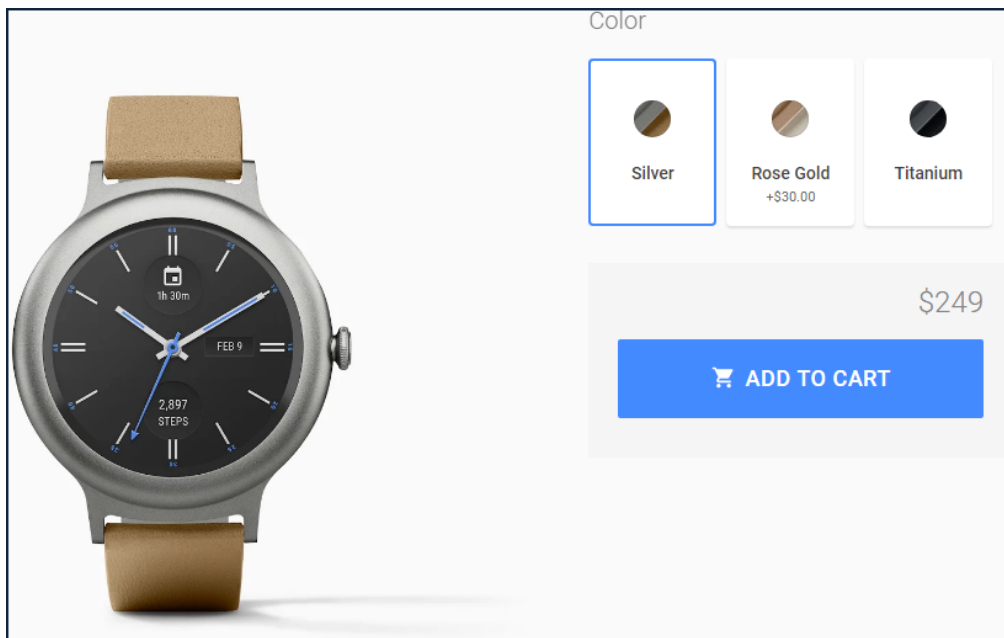 Color
Silver
Rose Gold
+$30.00
Titanium
$249
ADD TO CART
1h 30m
FEB 9
2,897
STEPS